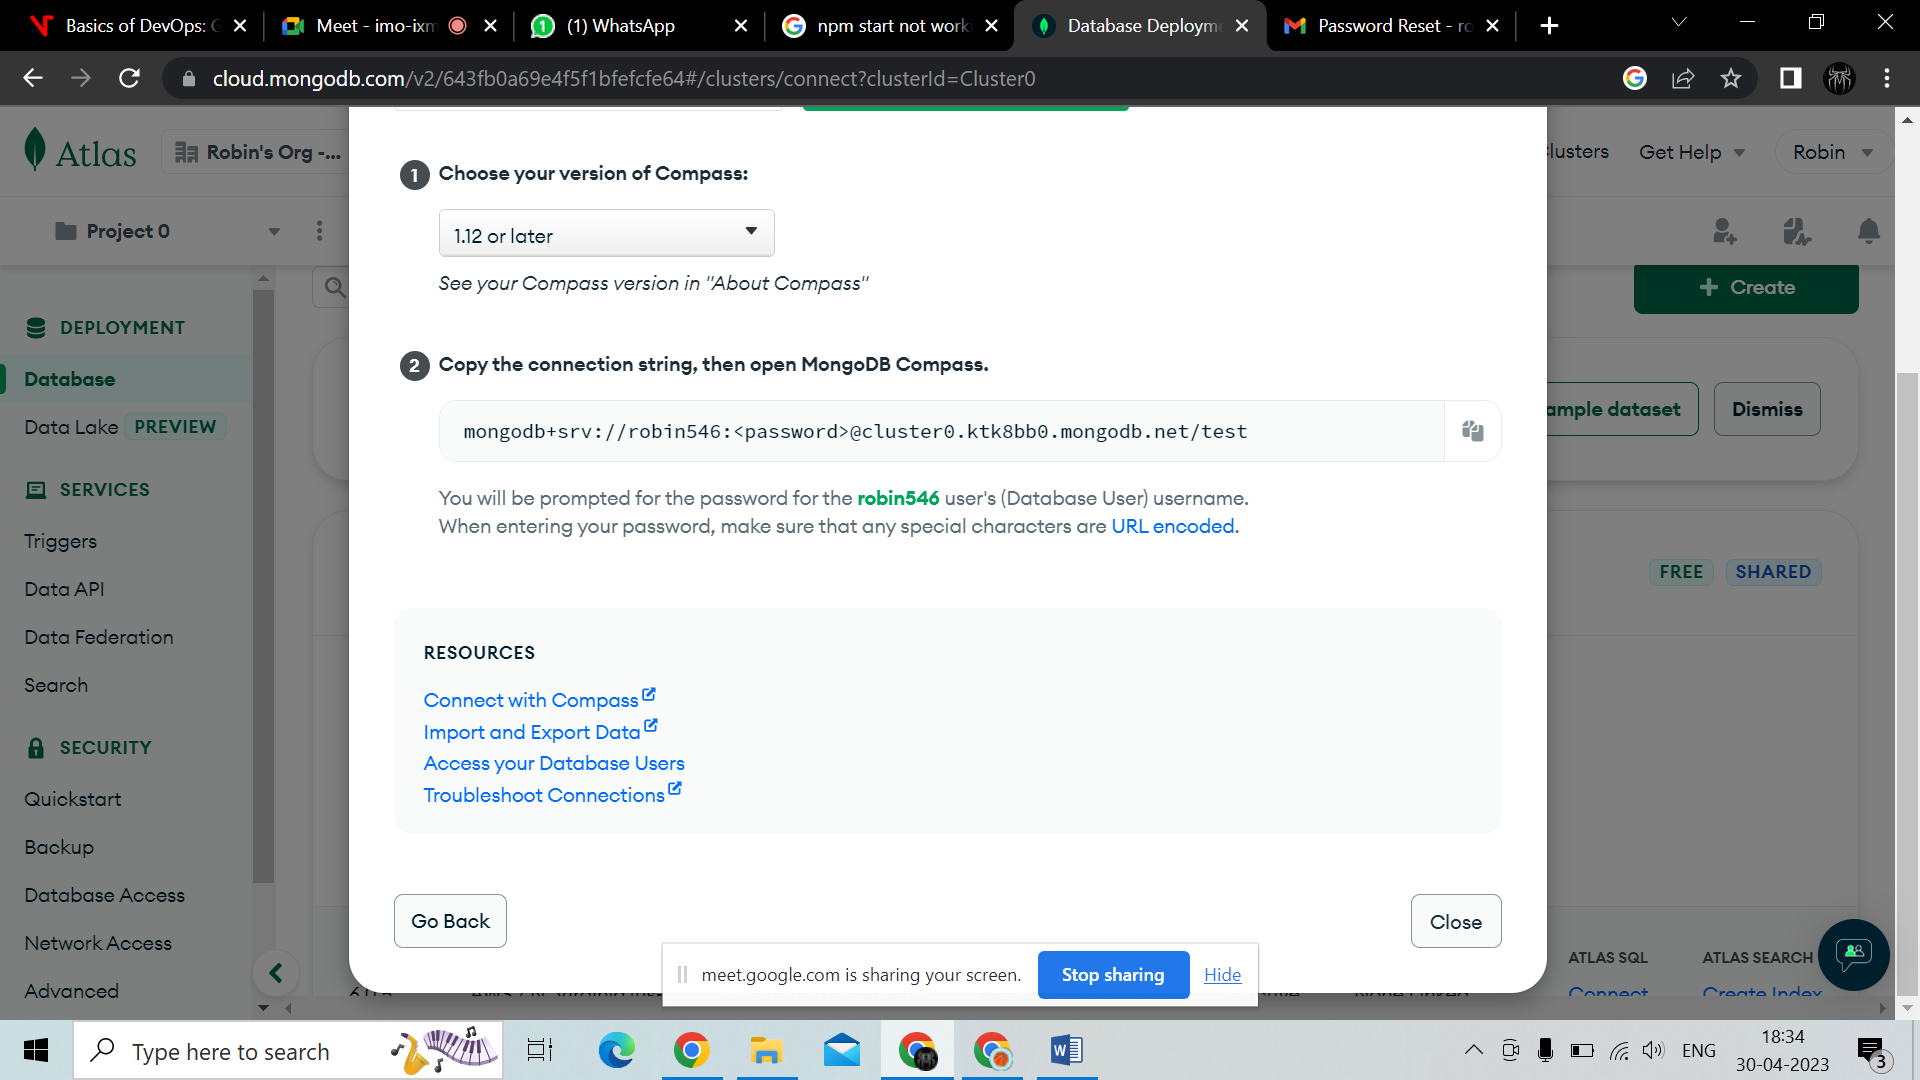 Basics of DevOps: G
Meet - imo-ixm
(1) WhatsApp
npm start not worki
Database Deployme
Password Reset - ro
cloud.mongodb.com/v2/643fb0a69e4f5f1bfefcfe64#/clusters/connect?clusterId=Cluster0
Atlas
Robin's Org -...
Clusters
Get Help
Robin
Project 0
1 Choose your version of Compass:
1.12 or later
See your Compass version in "About Compass"
+ Create
DEPLOYMENT
Database
Data Lake PREVIEW
2 Copy the connection string, then open MongoDB Compass.
mongodb+srv://robin546:<password>@cluster0.ktk8bb0.mongodb.net/test
ample dataset
Dismiss
You will be prompted for the password for the robin546 user's (Database User) username.
When entering your password, make sure that any special characters are URL encoded.
SERVICES
Triggers
Data API
Data Federation
Search
FREE
SHARED
RESOURCES
Connect with Compass
Import and Export Data
Access your Database Users
Troubleshoot Connections
SECURITY
Quickstart
Backup
Database Access
Network Access
Advanced
Go Back
Close
meet.google.com is sharing your screen.
Stop sharing
Hide
ATLAS SQL
ATLAS SEARCH
Connect
Create Index
Type here to search
ENG
18:34
30-04-2023
3